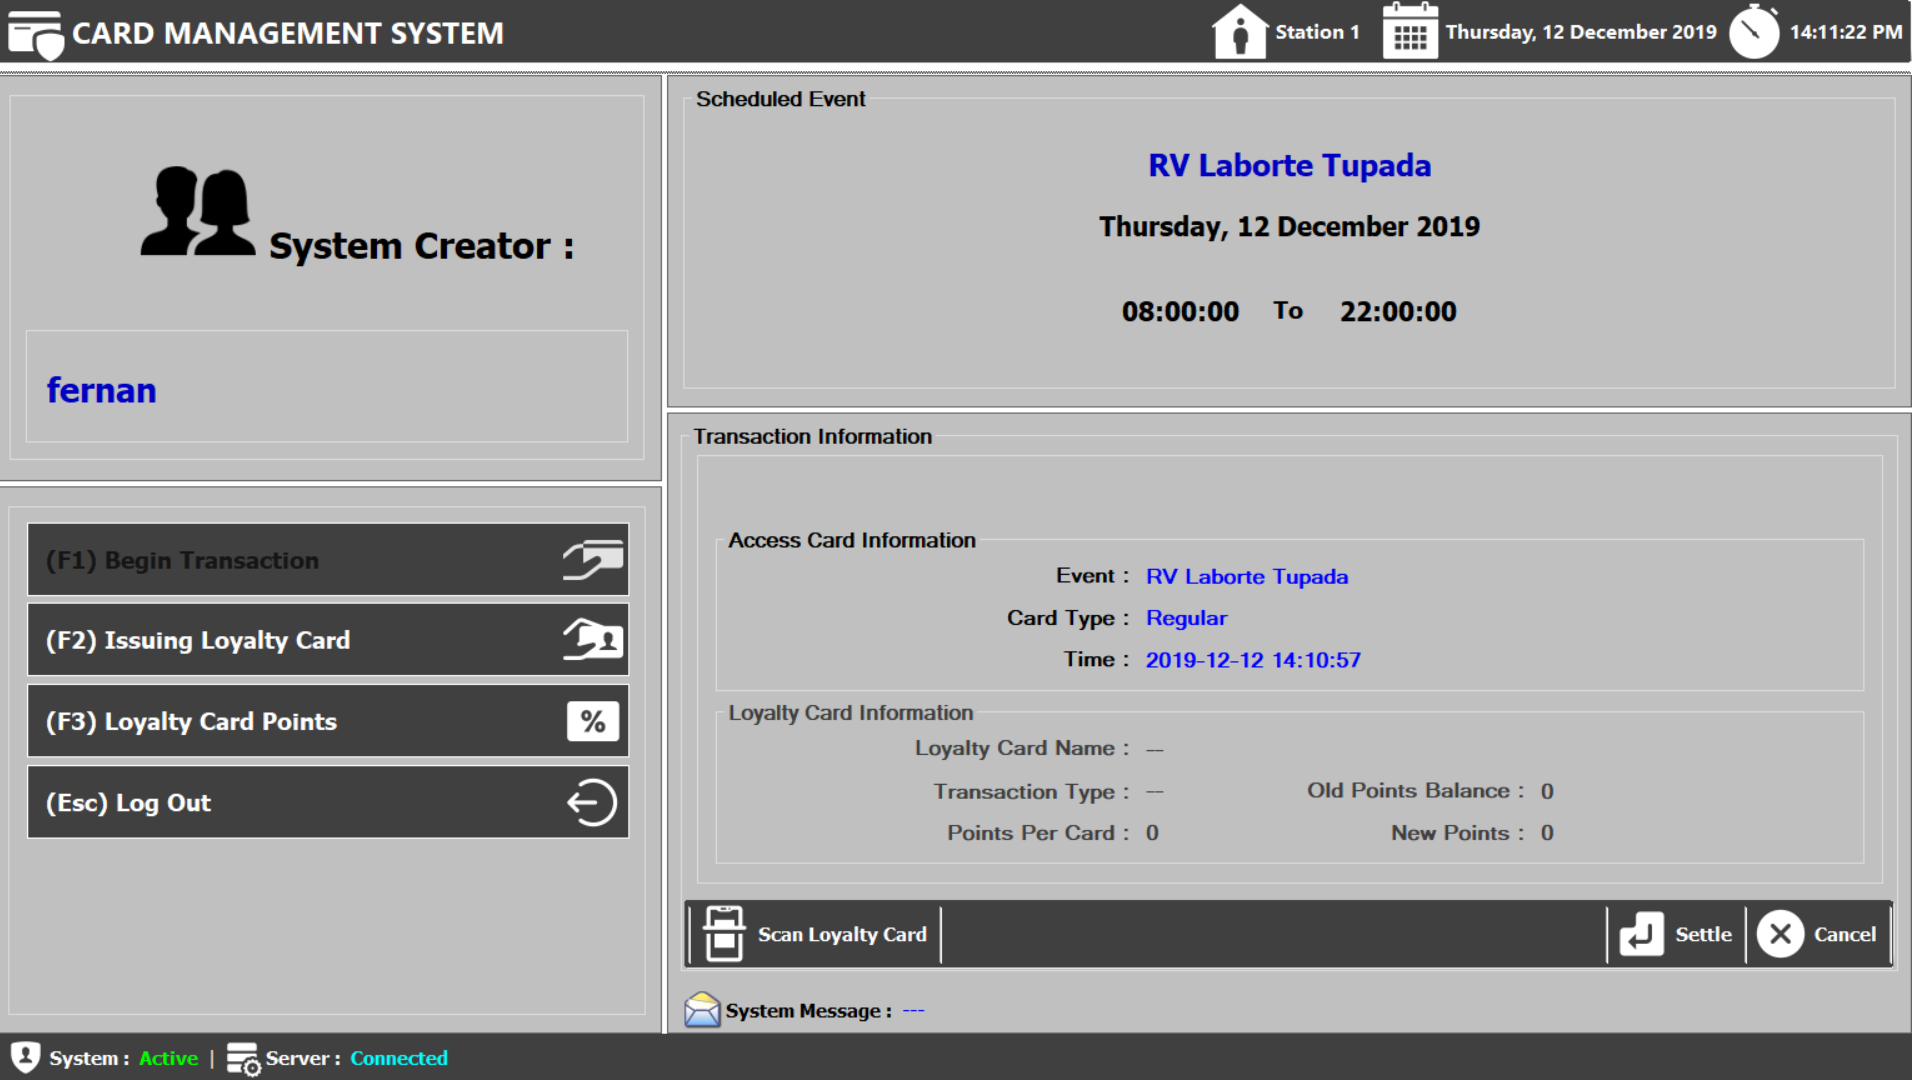 CARD MANAGEMENT SYSTEM
Station 1
Thursday, 12 December 2019
14:11:22 PM
System Creator :
fernan
(F1) Begin Transaction
(F2) Issuing Loyalty Card
(F3) Loyalty Card Points
%
(Esc) Log Out
Scheduled Event
RV Laborte Tupada
Thursday, 12 December 2019
08:00:00 To 22:00:00
Transaction Information
Access Card Information
Event : RV Laborte Tupada
Card Type : Regular
Time : 2019-12-12 14:10:57
Loyalty Card Information
Loyalty Card Name : --
Transaction Type : -- Old Points Balance : 0
Points Per Card : 0 New Points : 0
Scan Loyalty Card
Settle
Cancel
System Message : ---
System : Active | Server : Connected